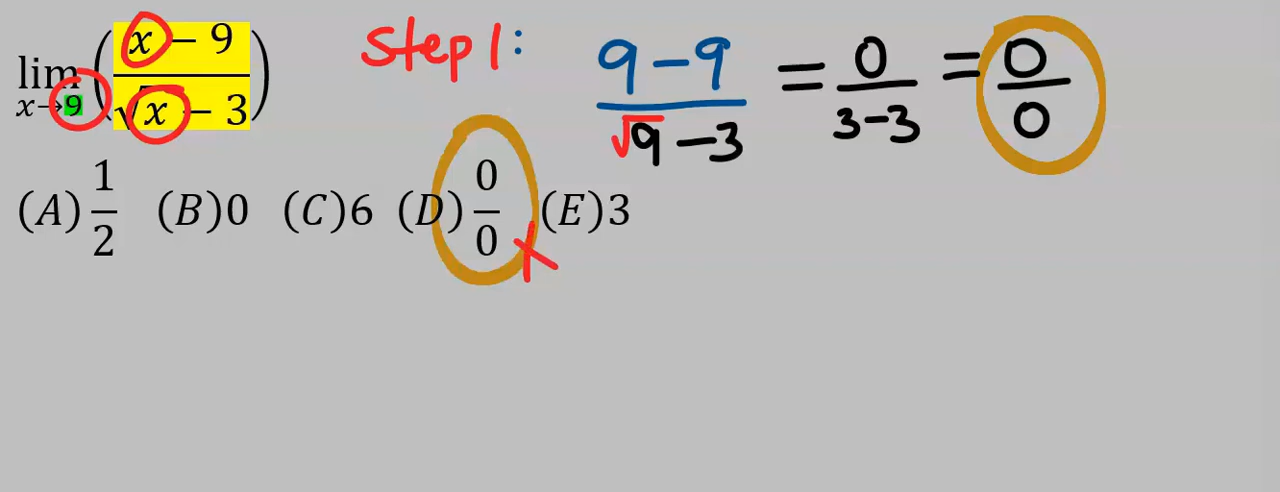 lim x→9 ( (x − 9) / (√x − 3) )
Step 1: (9 − 9) / (√9 − 3) = 0 / (3 − 3) = 0/0
(A) 1/2 (B)0 (C)6 (D) 0/0 (E)3